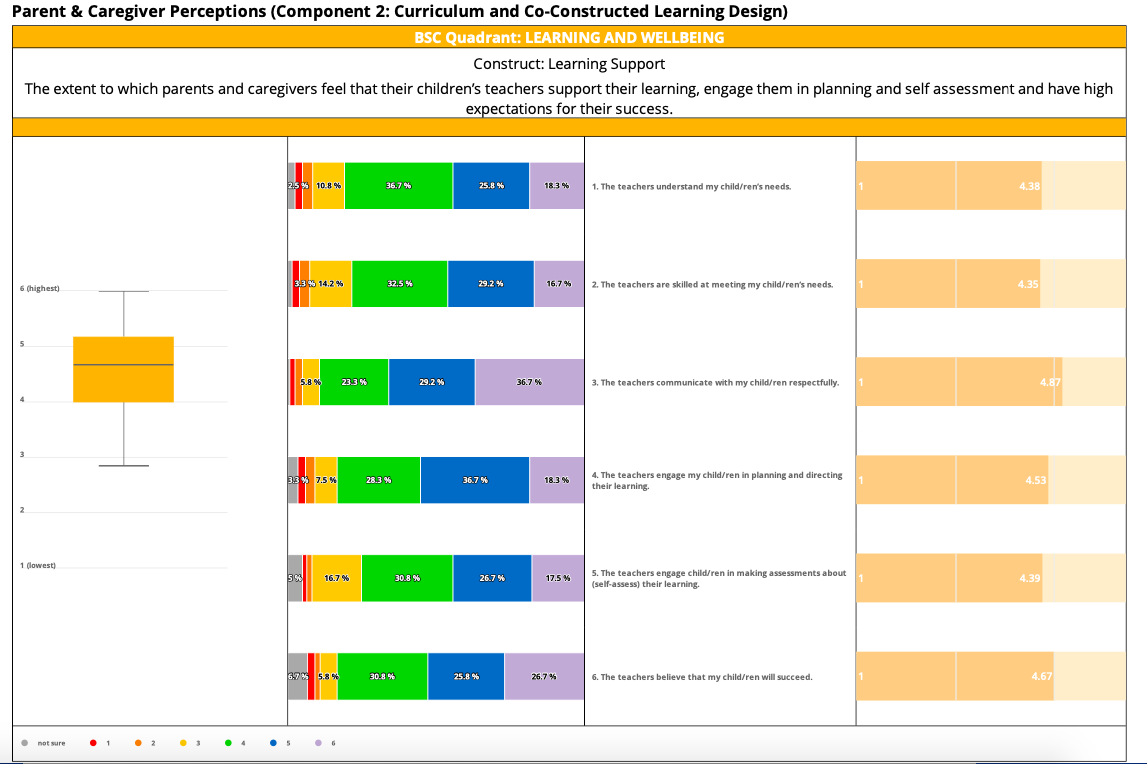 Parent & Caregiver Perceptions (Component 2: Curriculum and Co-Constructed Learning Design)
BSC Quadrant: LEARNING AND WELLBEING
Construct: Learning Support
The extent to which parents and caregivers feel that their children's teachers support their learning, engage them in planning and self assessment and have high
expectations for their success.
6 (highest)
5
4
3
2
1 (lowest)
2.5 % 10.8 % 36.7 % 25.8 % 18.3 %
1. The teachers understand my child/ren's needs.
1 4.38
3.3 % 14.2 % 32.5 % 29.2 % 16.7 %
2. The teachers are skilled at meeting my child/ren's needs.
1 4.35
5.8 % 23.3 % 29.2 % 36.7 %
3. The teachers communicate with my child/ren respectfully.
1 4.87
3.3 % 7.5 % 28.3 % 36.7 % 18.3 %
4. The teachers engage my child/ren in planning and directing
their learning.
1 4.53
5 % 16.7 % 30.8 % 26.7 % 17.5 %
5. The teachers engage child/ren in making assessments about
(self-assess) their learning.
1 4.39
6.7 % 5.8 % 30.8 % 25.8 % 26.7 %
6. The teachers believe that my child/ren will succeed.
1 4.67
not sure 1 2 3 4 5 6